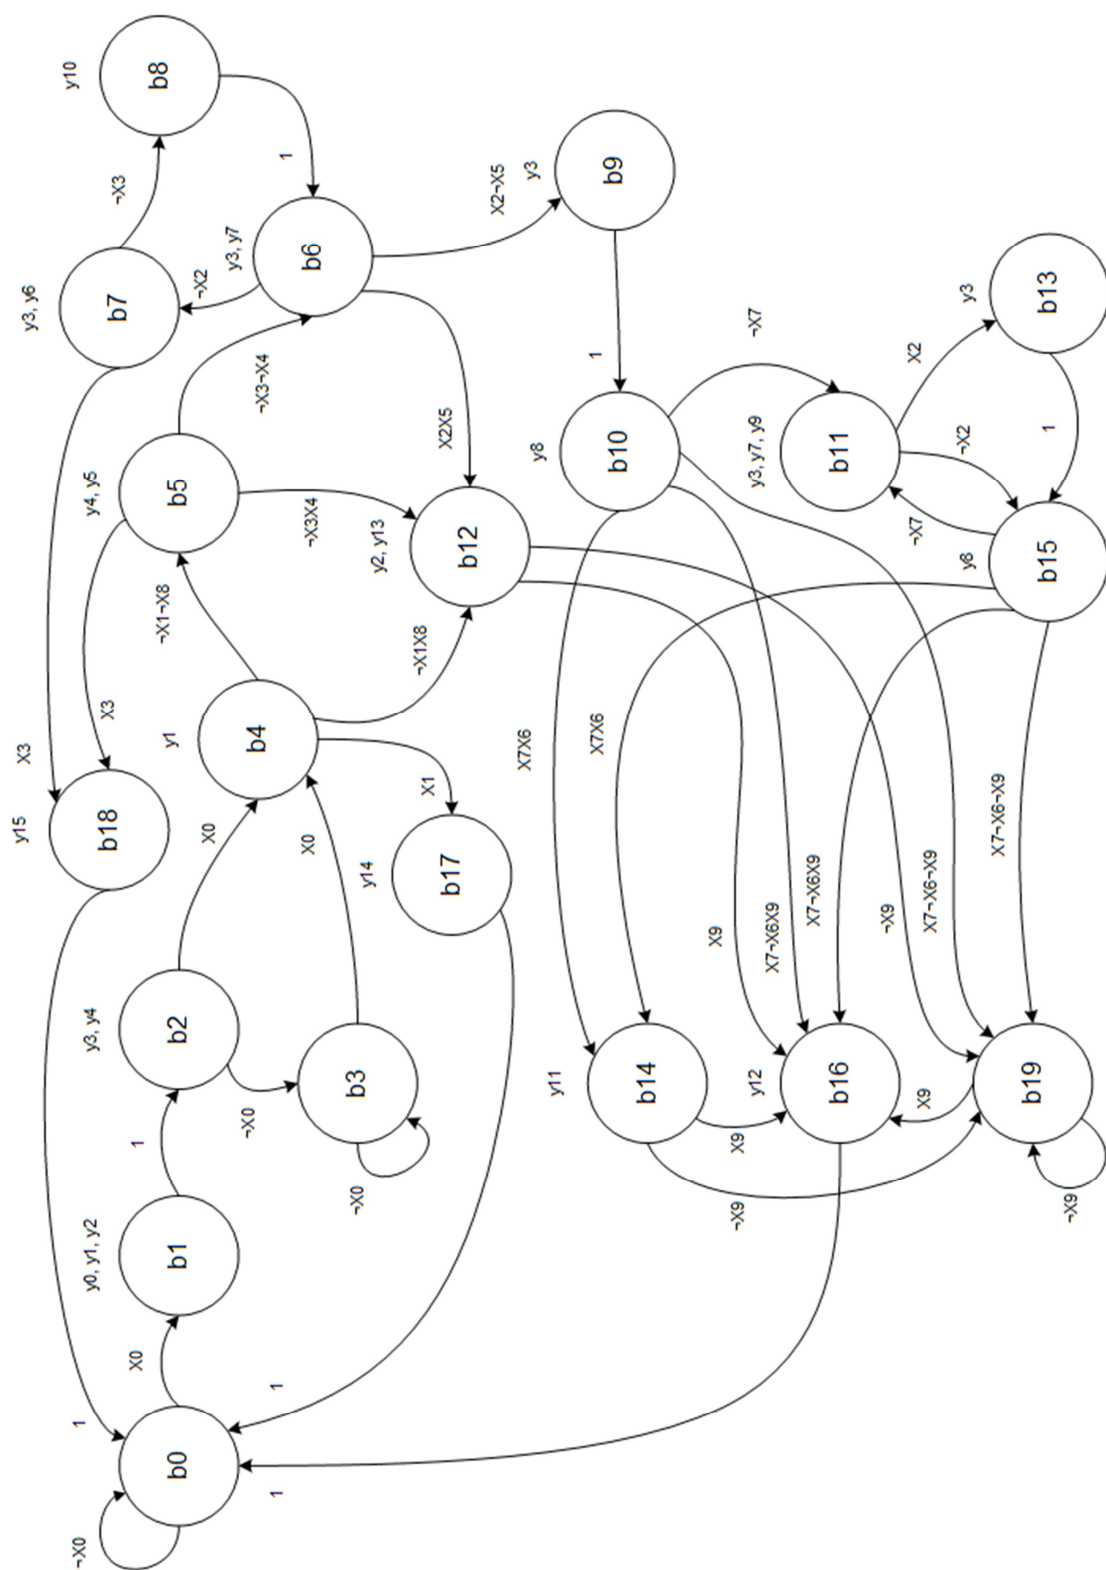 y15
X3
y3, y6
¬X0
1
y10
y0, y1, y2
y3, y4
X3
y4, y5
b18
b7
¬X3
X0
1
¬X1¬X8
b8
b0
b1
b2
y1
b5
X0
¬X2
y3, y7
¬X0
b4
¬X3¬X4
1
1
1
X0
¬X3X4
b6
¬X0
b3
y14
y2, y13
X1
¬X1X8
X2X5
b17
b12
X2¬X5
X7X6
y8
y3
y11
X7X6
b10
1
b9
b14
X9
¬X9
X9
y12
X7¬X6X9
y3, y7, y9
¬X7
b16
X7¬X6X9
b11
¬X9
X9
X7¬X6¬X9
¬X7
X2
X7¬X6¬X9
y6
¬X2
y3
b19
b15
1
b13
¬X9